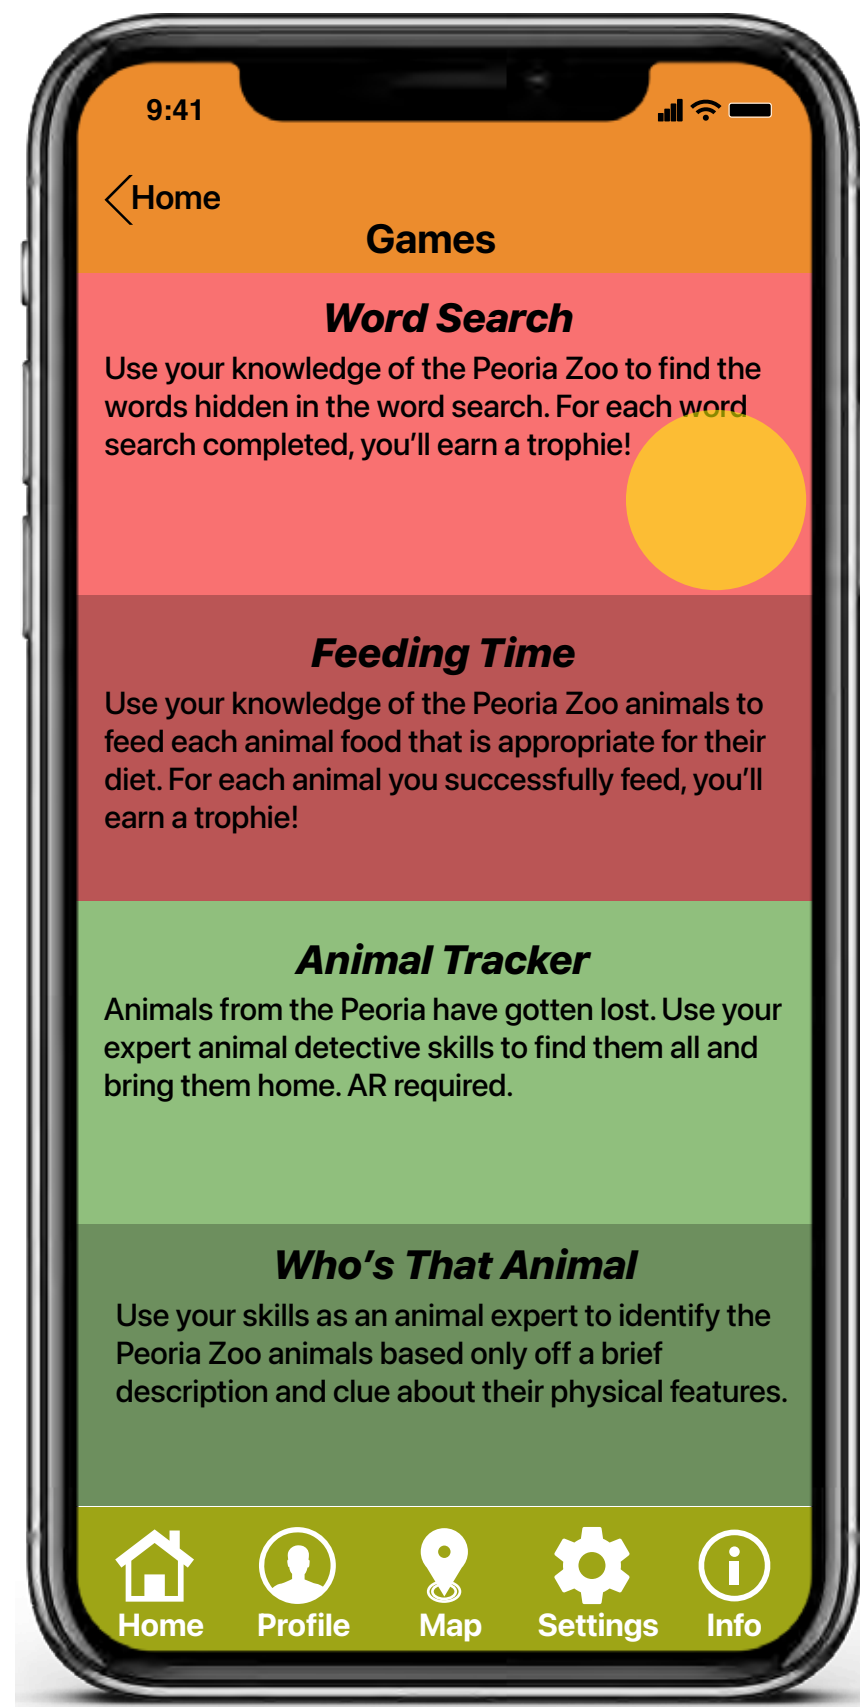 9:41
Home
Games
Word Search
Use your knowledge of the Peoria Zoo to find the
words hidden in the word search. For each word
search completed, you’ll earn a trophie!
Feeding Time
Use your knowledge of the Peoria Zoo animals to
feed each animal food that is appropriate for their
diet. For each animal you successfully feed, you’ll
earn a trophie!
Animal Tracker
Animals from the Peoria have gotten lost. Use your
expert animal detective skills to find them all and
bring them home. AR required.
Who’s That Animal
Use your skills as an animal expert to identify the
Peoria Zoo animals based only off a brief
description and clue about their physical features.
Home Profile Map Settings Info